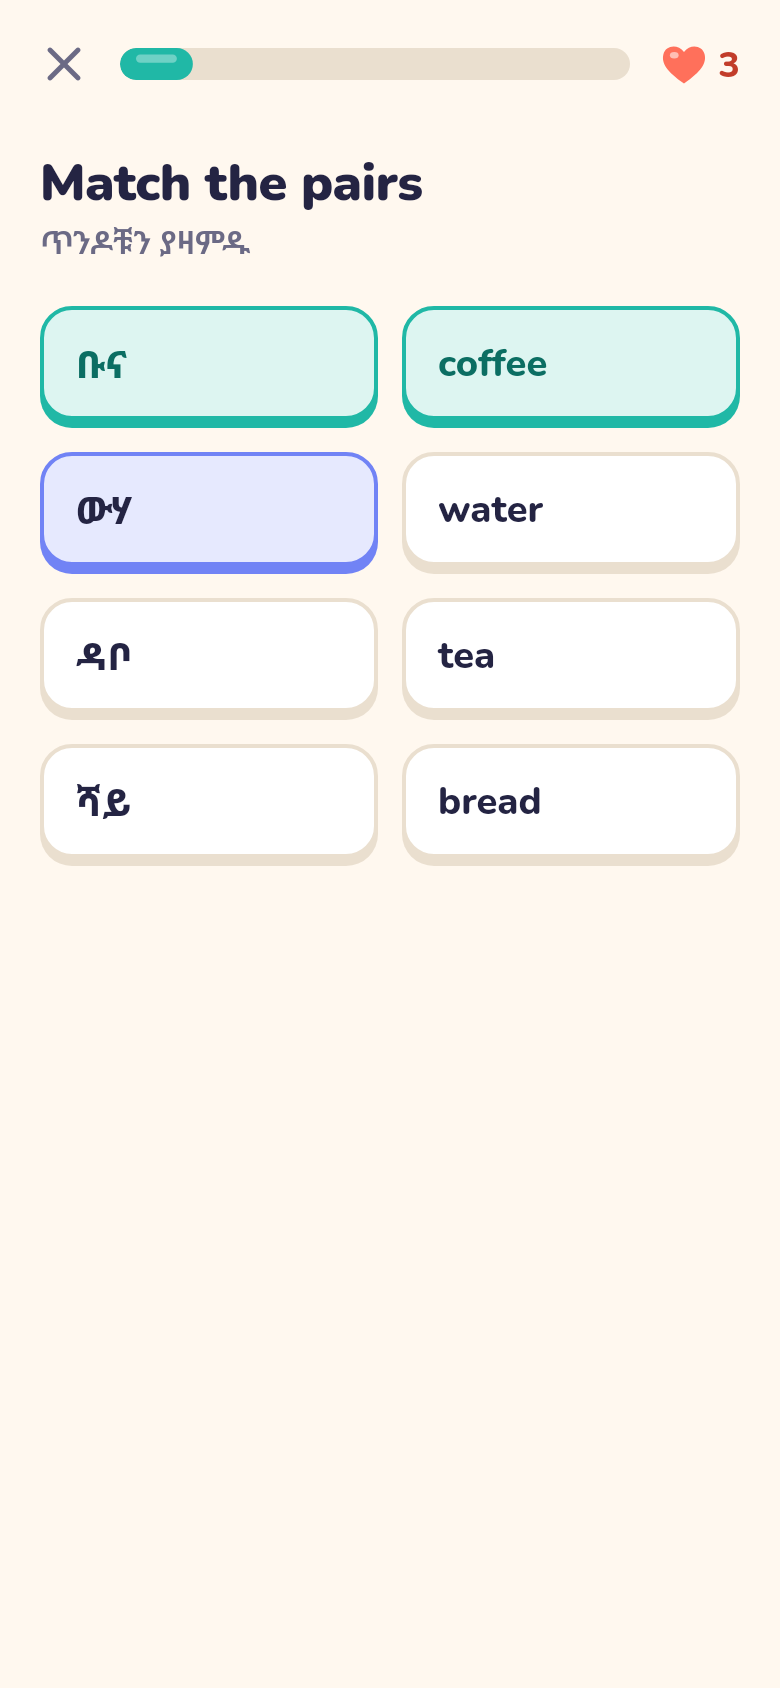 3
Match the pairs
ጥንዶቹን ያዛምዱ
ቡና
coffee
ውሃ
water
ዳቦ
tea
ሻይ
bread